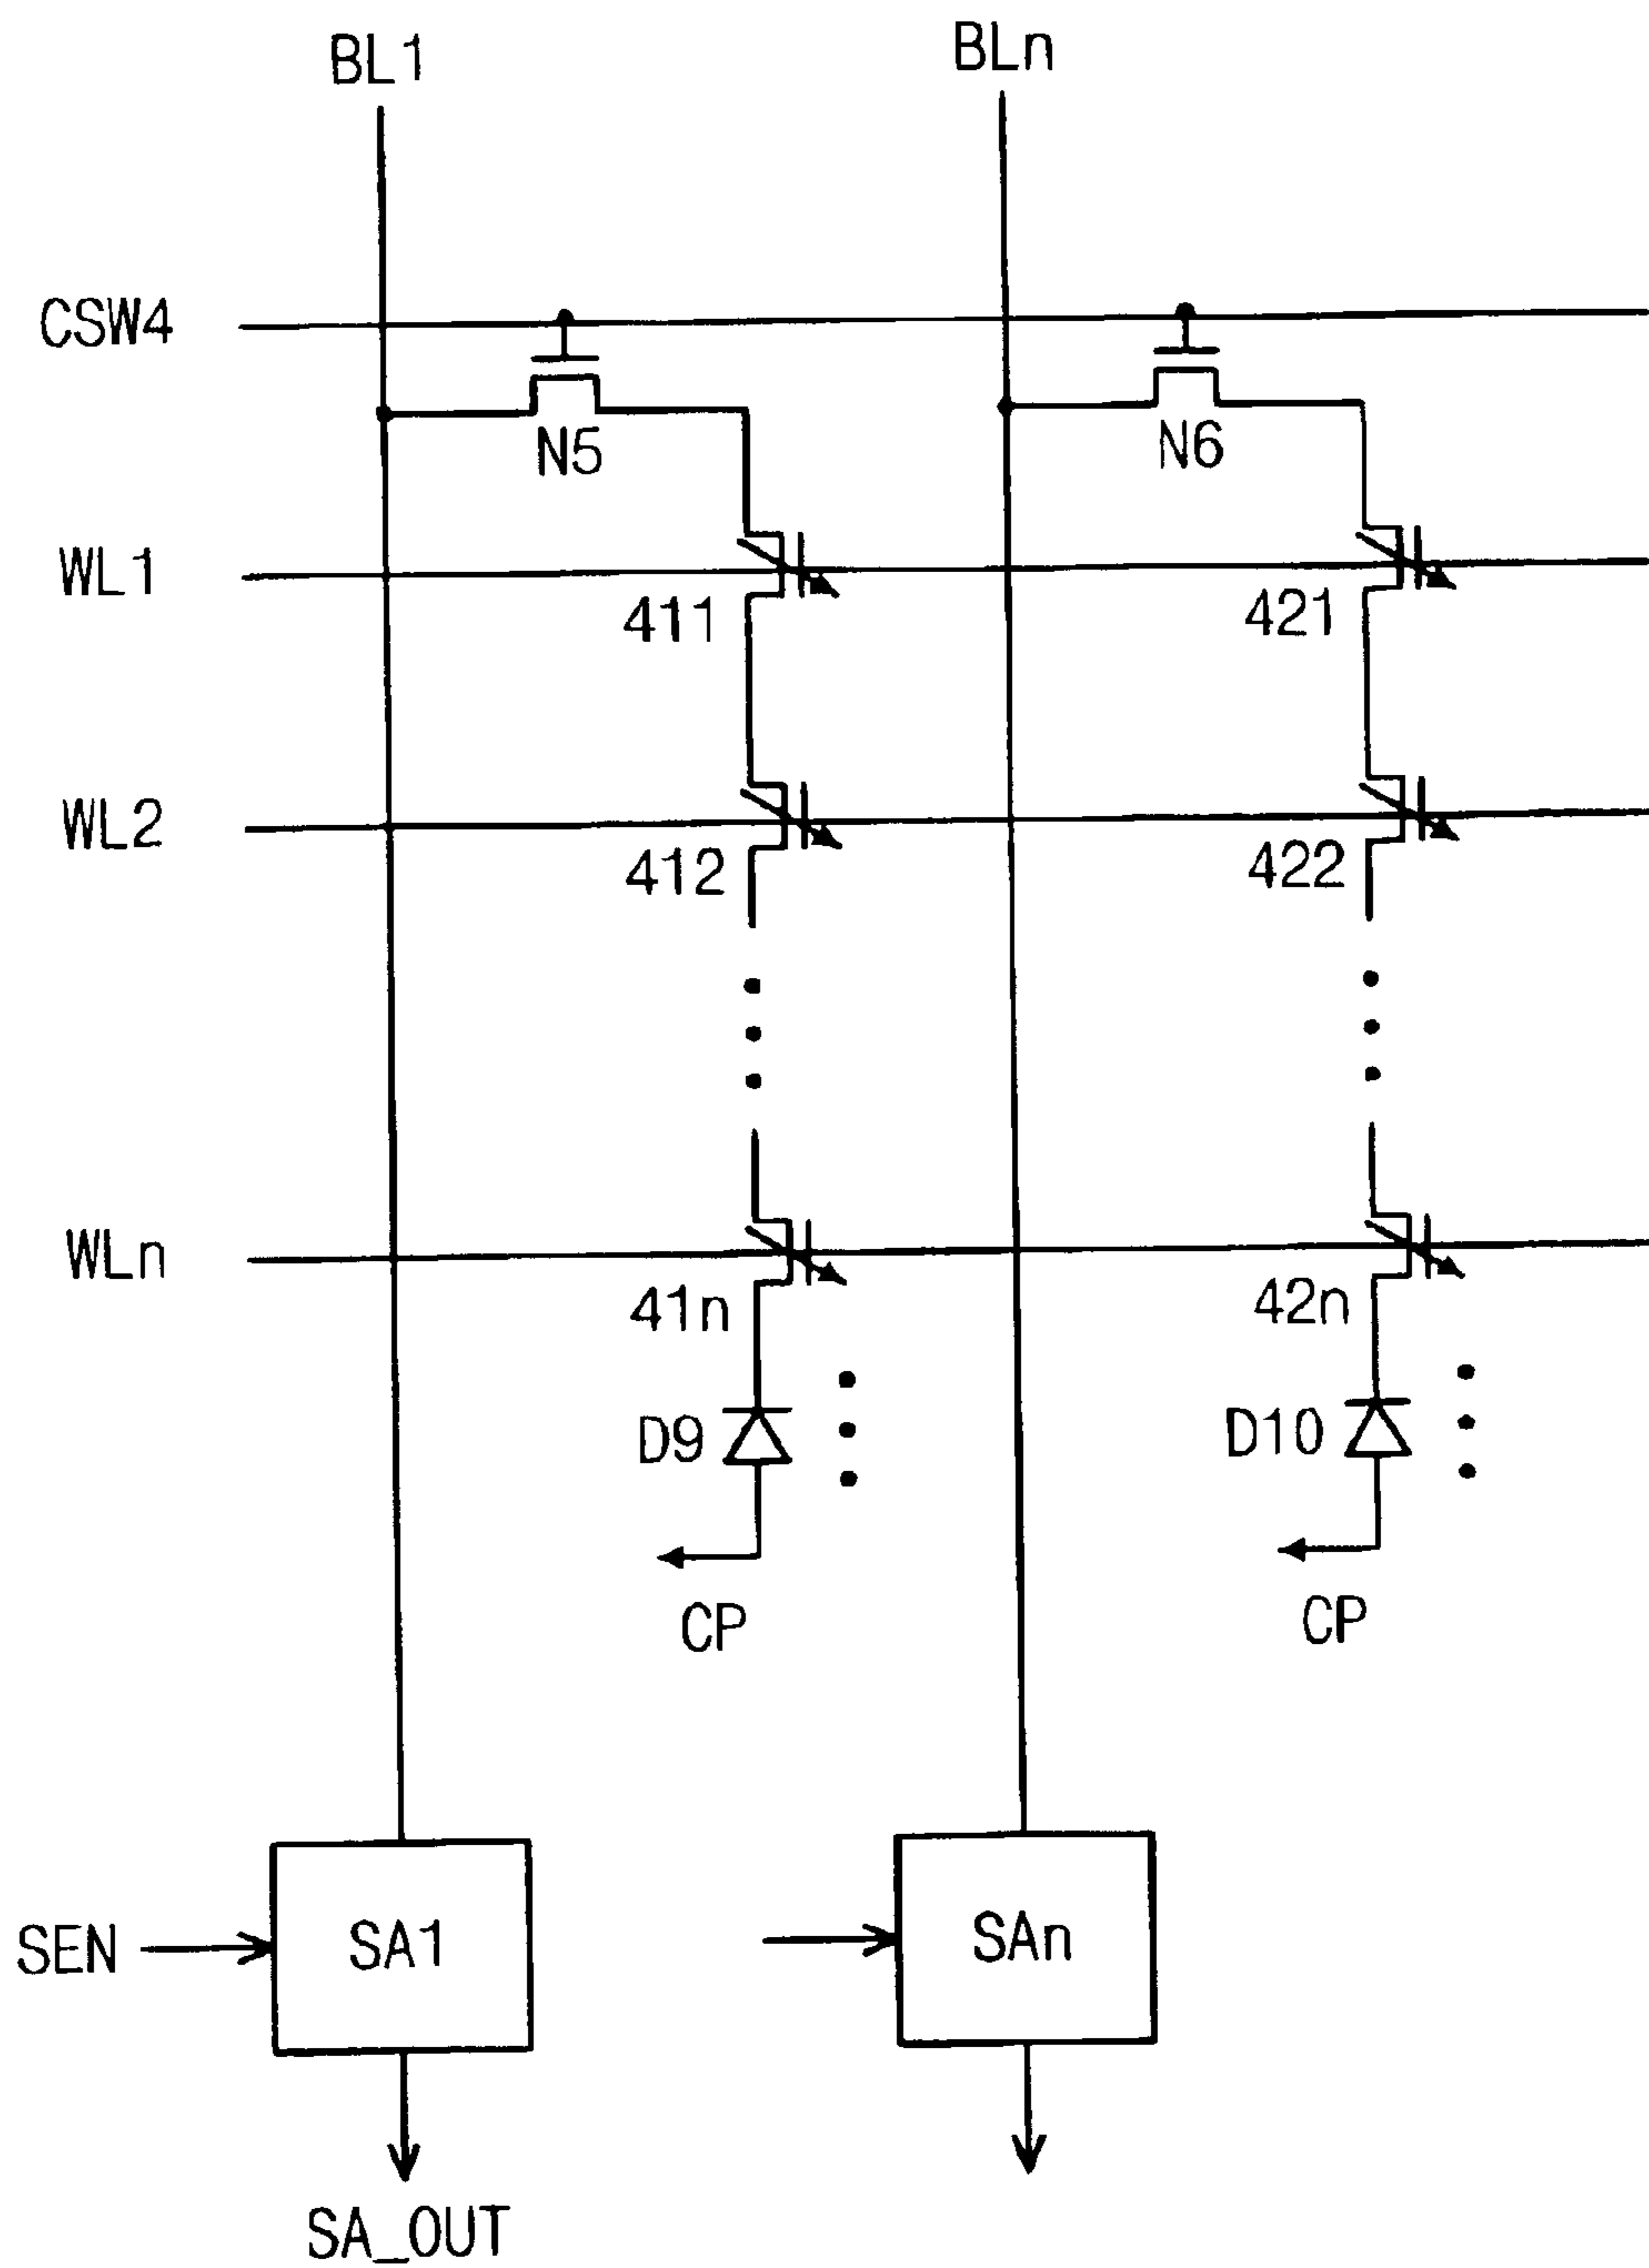 BL1 BLn
CSW4
N5 N6
WL1
411 421
WL2
412 422
WLn
41n 42n
D9 D10
CP CP
SEN SA1 SAn
SA_OUT